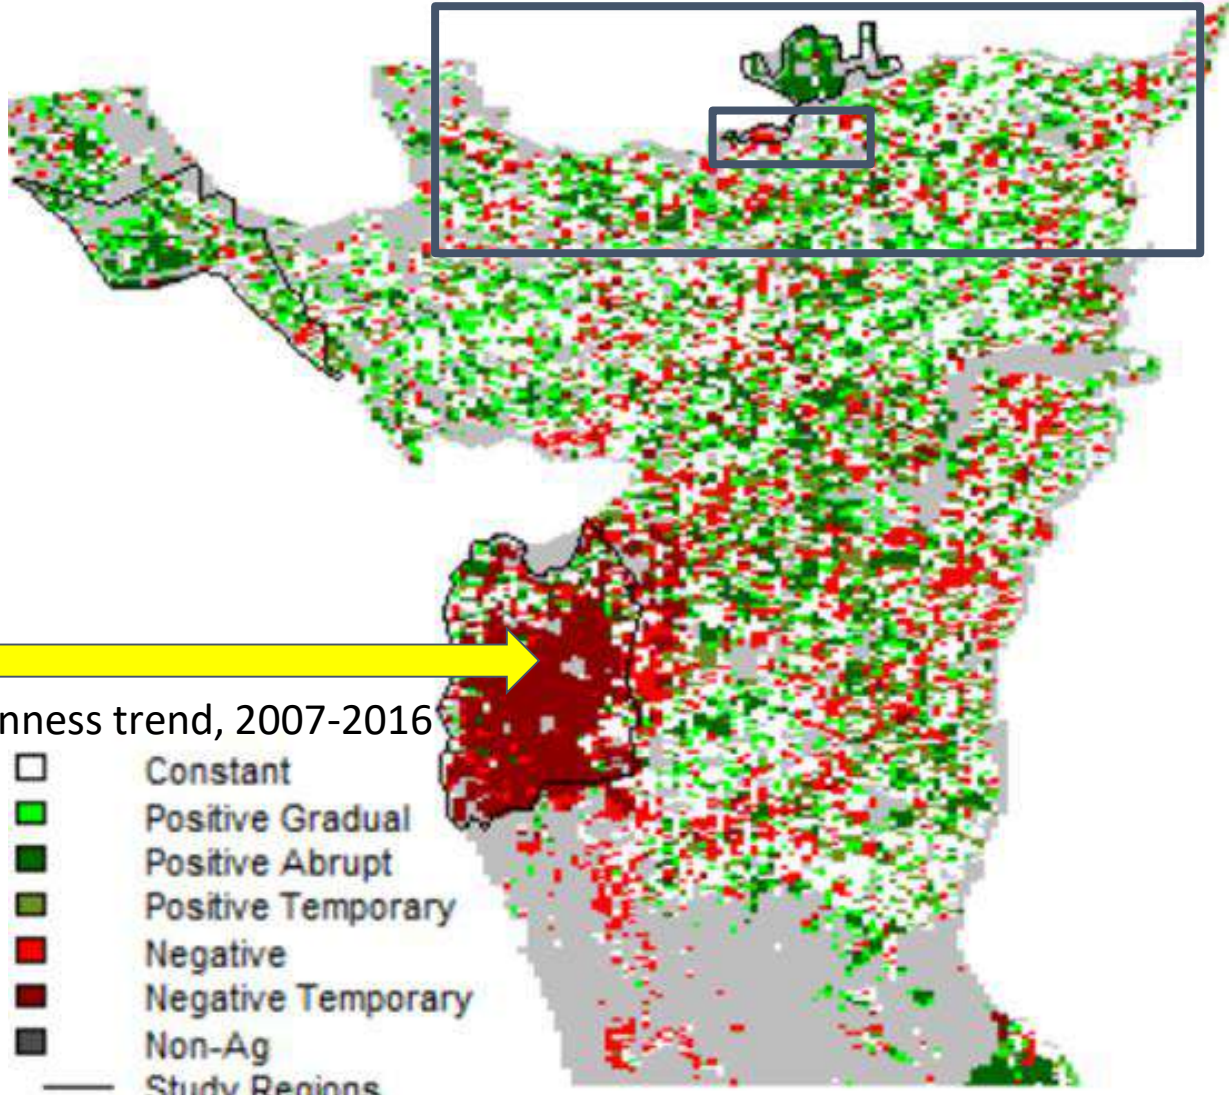 nness trend, 2007-2016
Constant
Positive Gradual
Positive Abrupt
Positive Temporary
Negative
Negative Temporary
Non-Ag
Study Regions